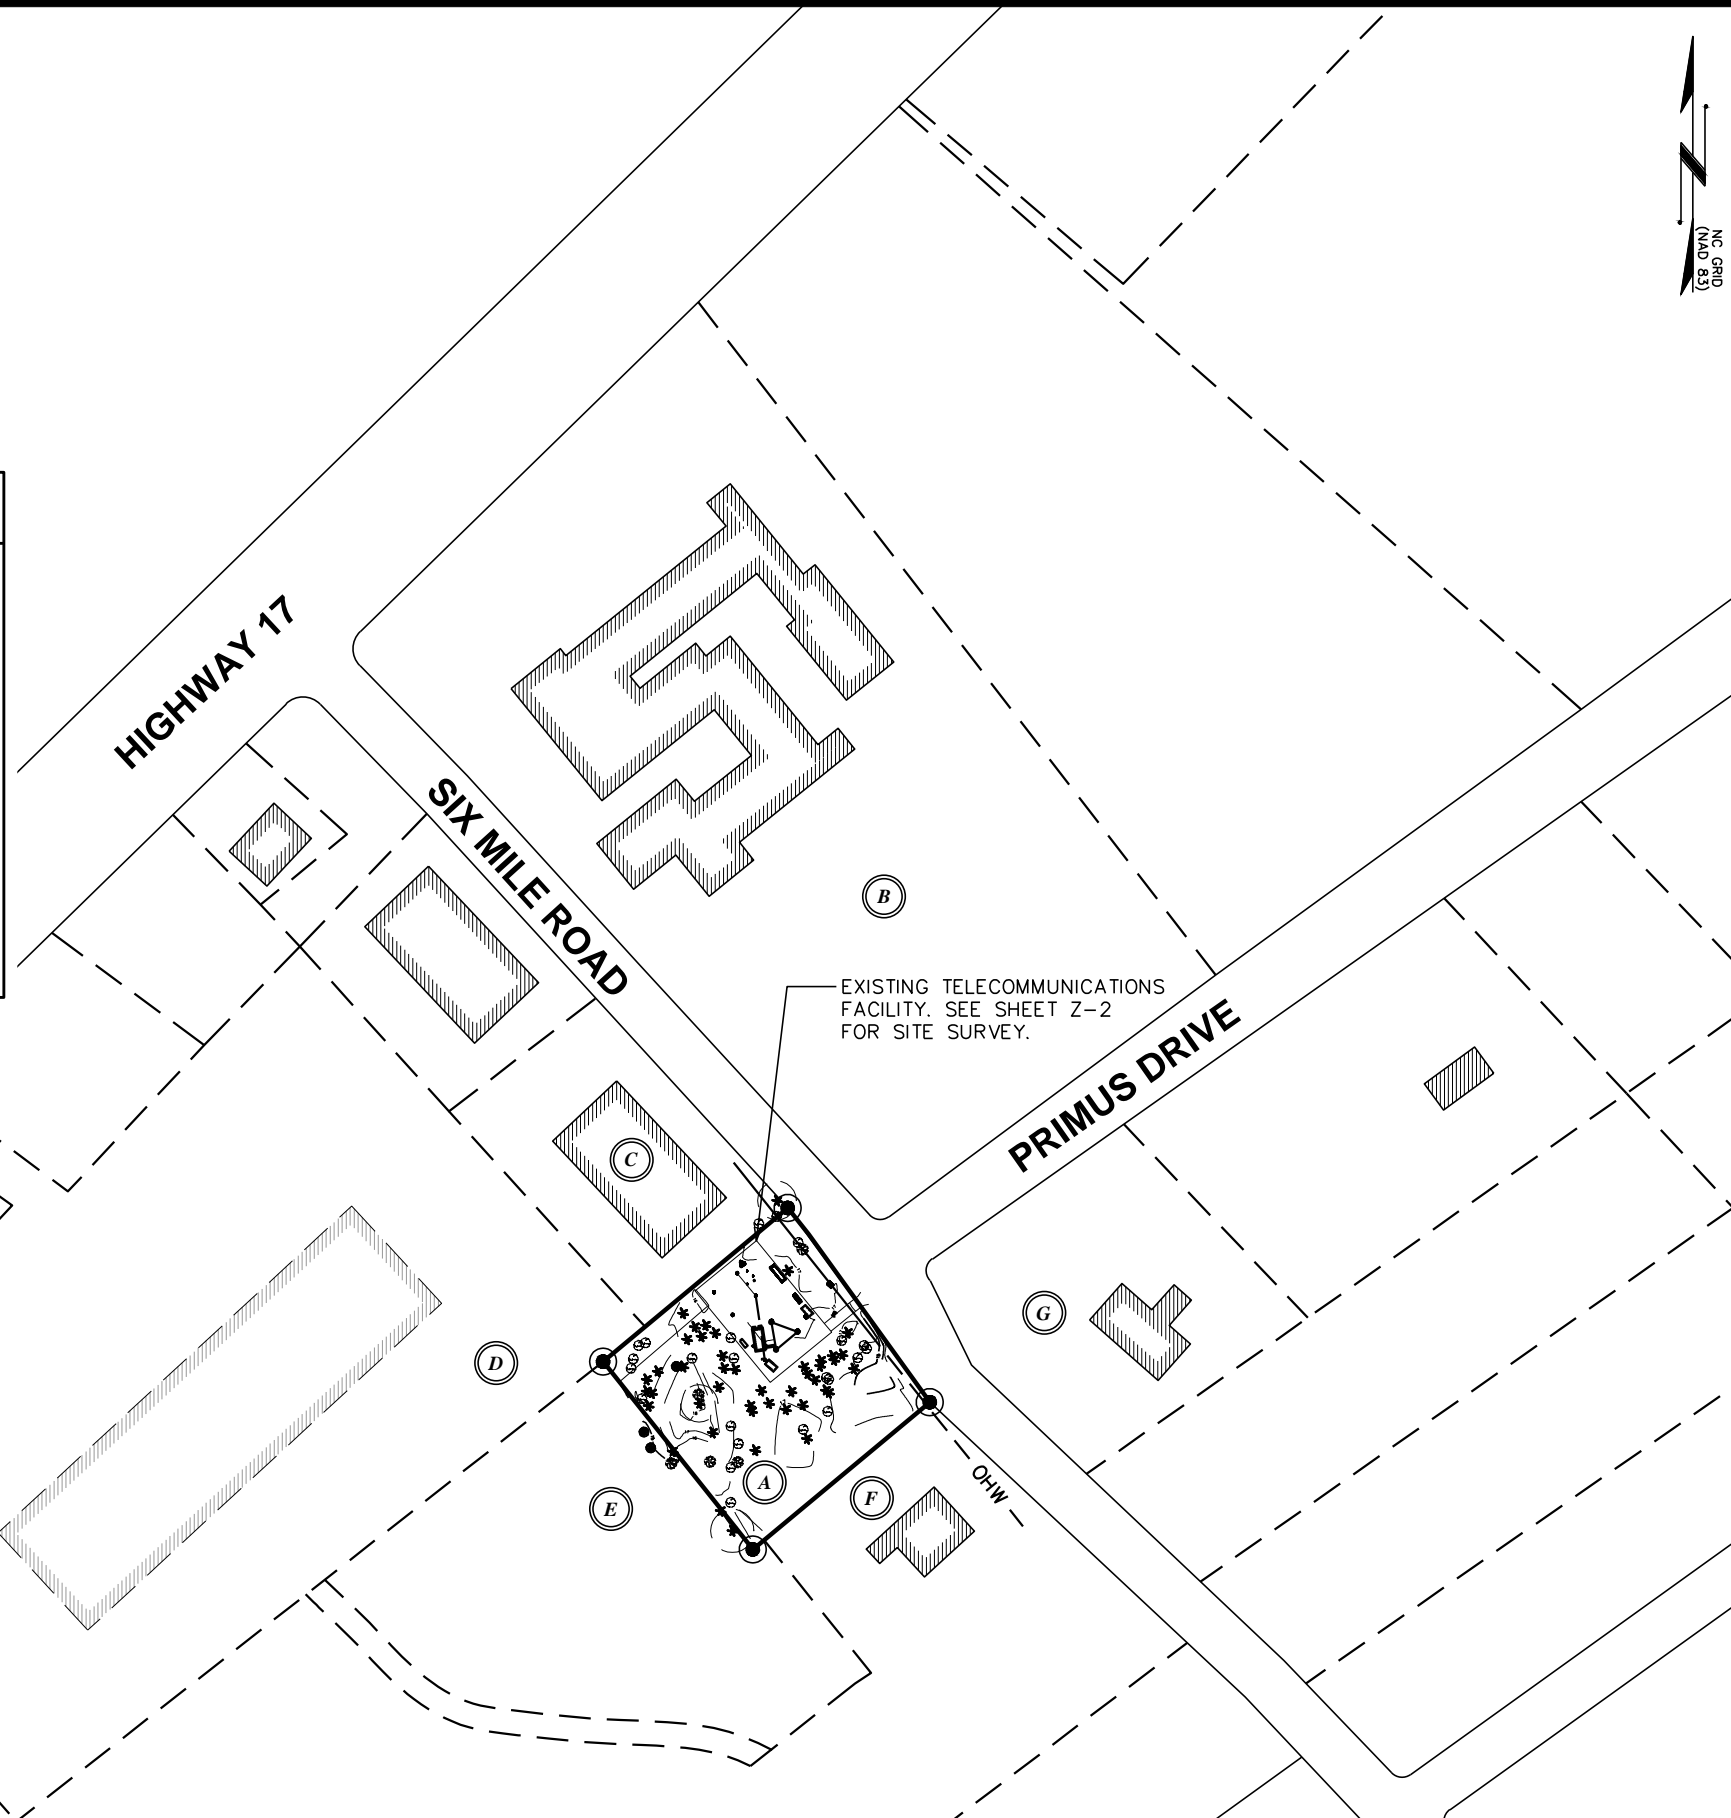 NC GRID
(NAD 83)
HIGHWAY 17
SIX MILE ROAD
B
EXISTING TELECOMMUNICATIONS
FACILITY. SEE SHEET Z-2
FOR SITE SURVEY.
PRIMUS DRIVE
C
G
D
A
F
E
OHW